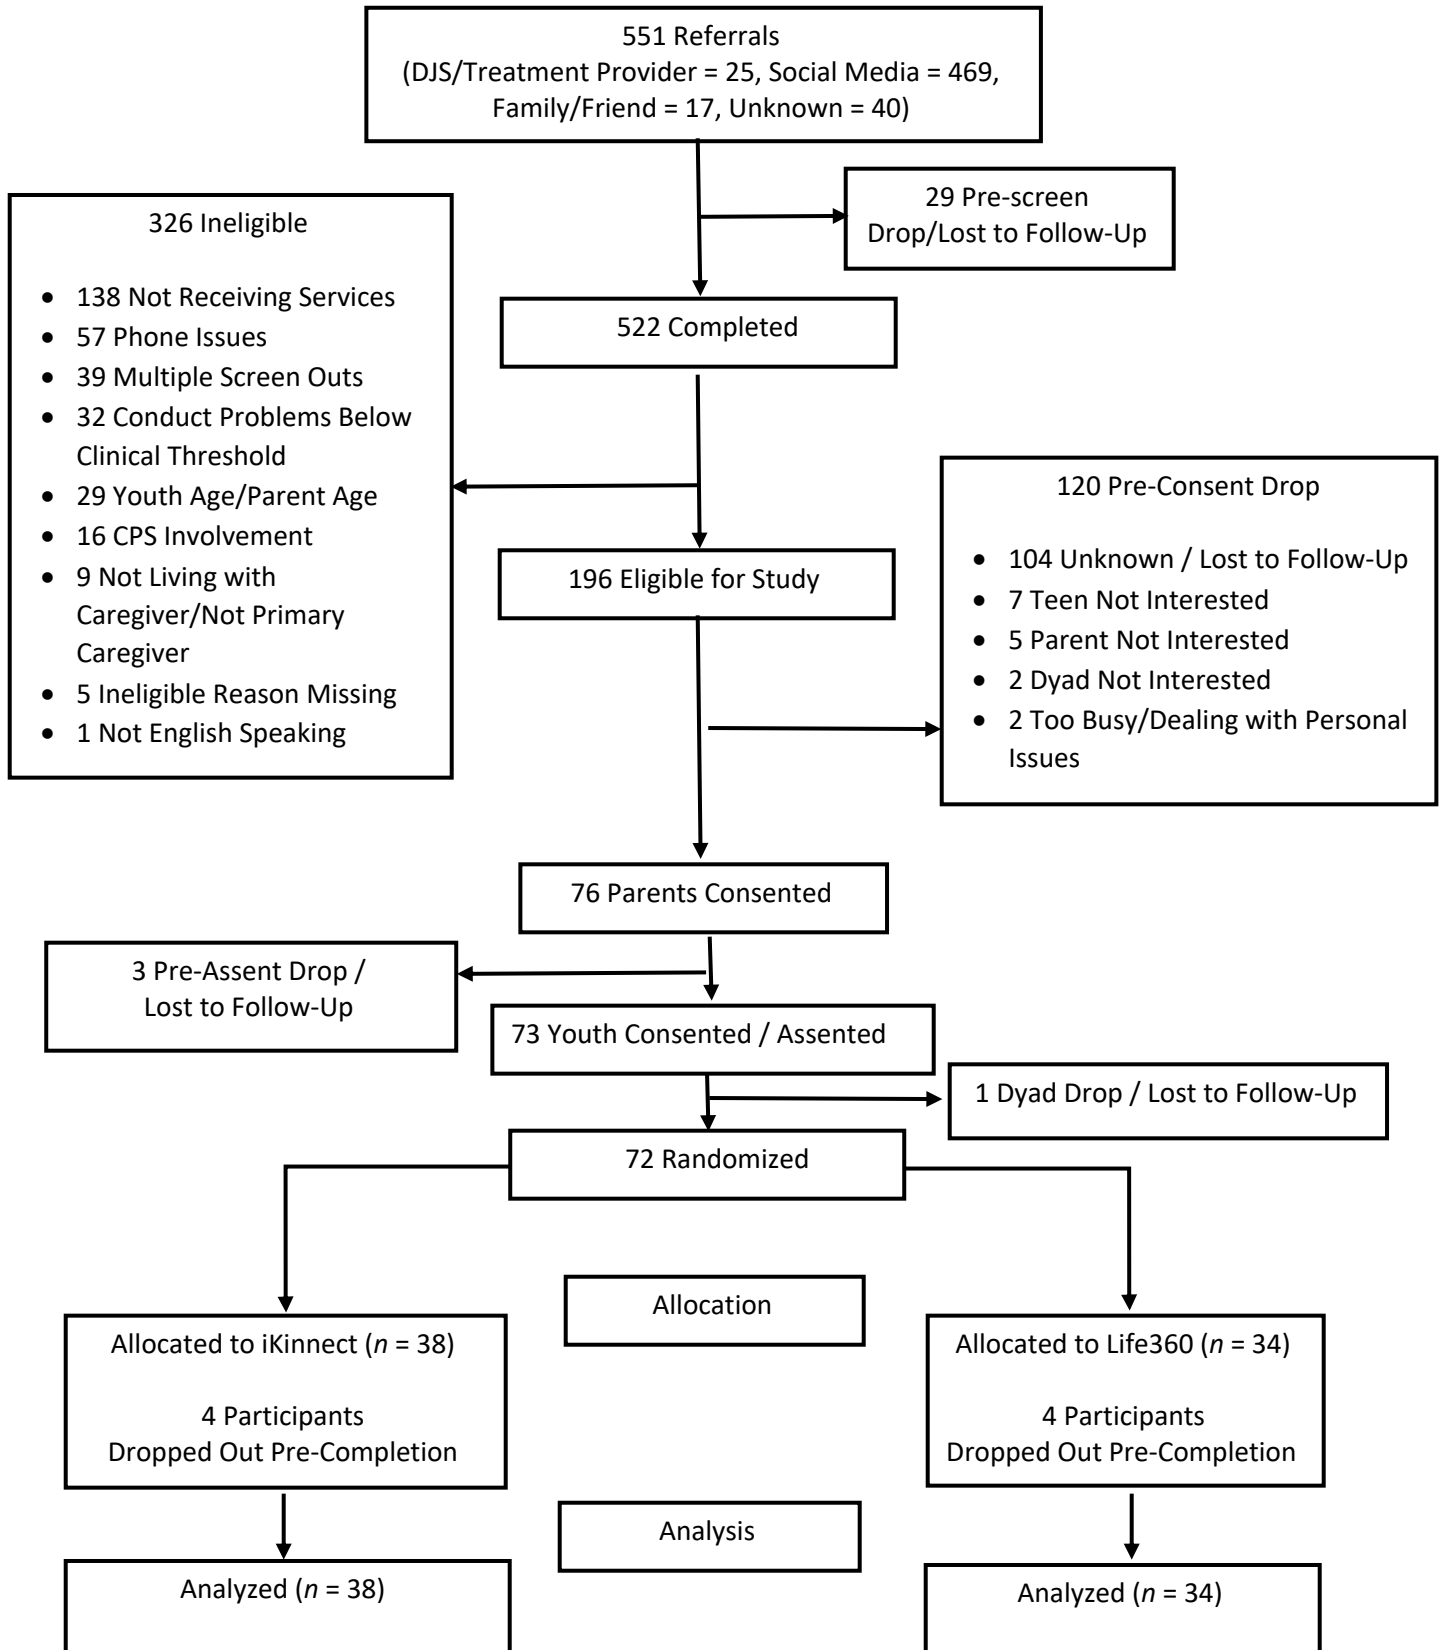 551 Referrals
(DJS/Treatment Provider = 25, Social Media = 469,
Family/Friend = 17, Unknown = 40)
29 Pre-screen
Drop/Lost to Follow-Up
522 Completed
326 Ineligible
• 138 Not Receiving Services
• 57 Phone Issues
• 39 Multiple Screen Outs
• 32 Conduct Problems Below
Clinical Threshold
• 29 Youth Age/Parent Age
• 16 CPS Involvement
• 9 Not Living with
Caregiver/Not Primary
Caregiver
• 5 Ineligible Reason Missing
• 1 Not English Speaking
196 Eligible for Study
120 Pre-Consent Drop
• 104 Unknown / Lost to Follow-Up
• 7 Teen Not Interested
• 5 Parent Not Interested
• 2 Dyad Not Interested
• 2 Too Busy/Dealing with Personal
Issues
76 Parents Consented
3 Pre-Assent Drop /
Lost to Follow-Up
73 Youth Consented / Assented
1 Dyad Drop / Lost to Follow-Up
72 Randomized
Allocation
Allocated to iKinnect (n = 38)
4 Participants
Dropped Out Pre-Completion
Allocated to Life360 (n = 34)
4 Participants
Dropped Out Pre-Completion
Analysis
Analyzed (n = 38)
Analyzed (n = 34)